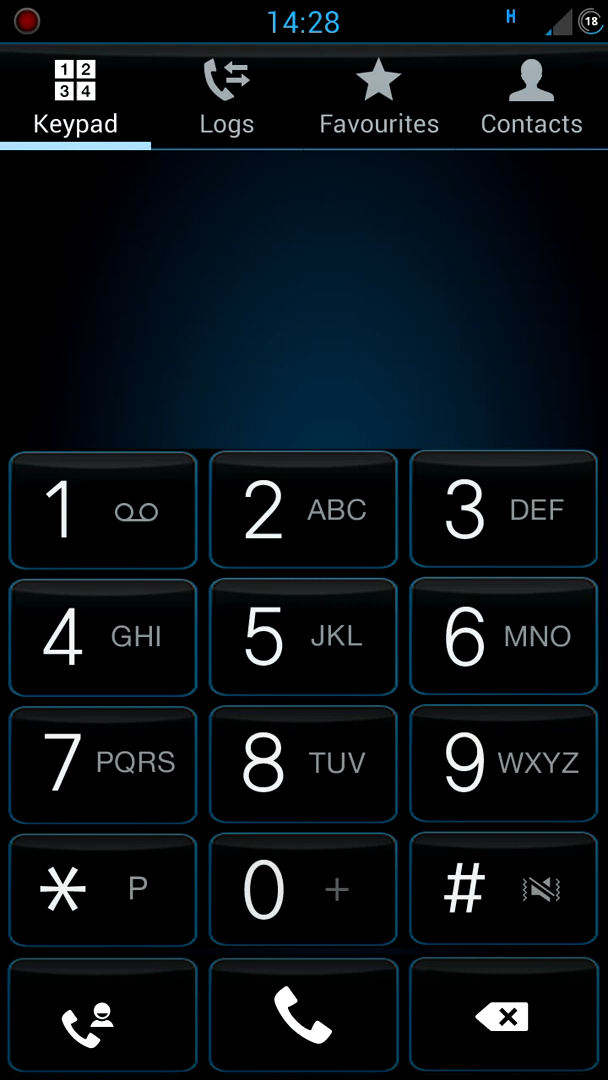 14:28 H 18
1 2
3 4
Keypad Logs Favourites Contacts
1 2 ABC 3 DEF
4 GHI 5 JKL 6 MNO
7 PQRS 8 TUV 9 WXYZ
* P 0 + #